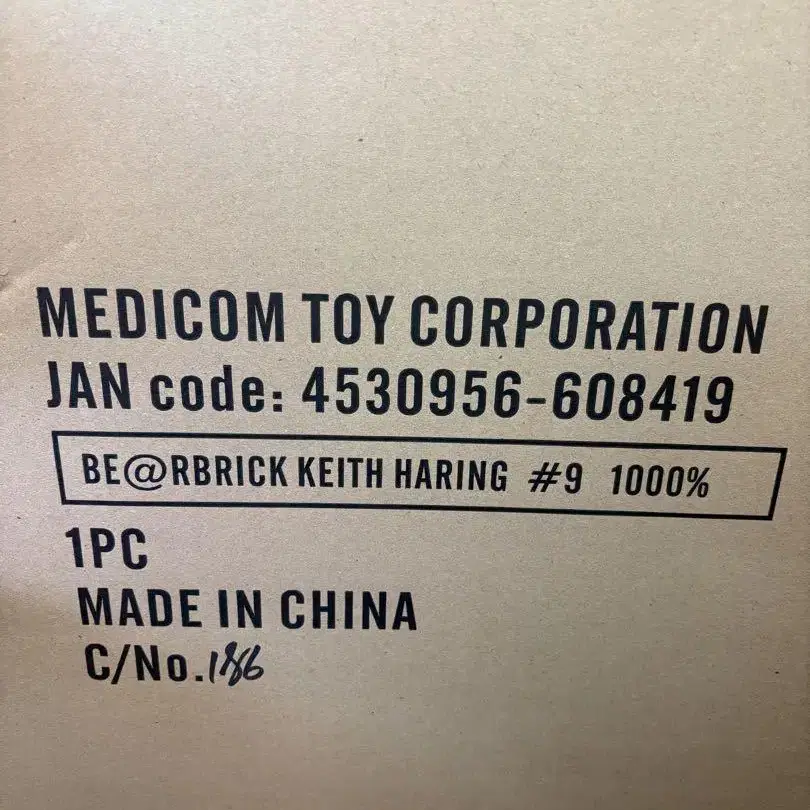 MEDICOM TOY CORPORATION
JAN code: 4530956-608419
BE@RBRICK KEITH HARING #9 1000%
1PC
MADE IN CHINA
C/No.186